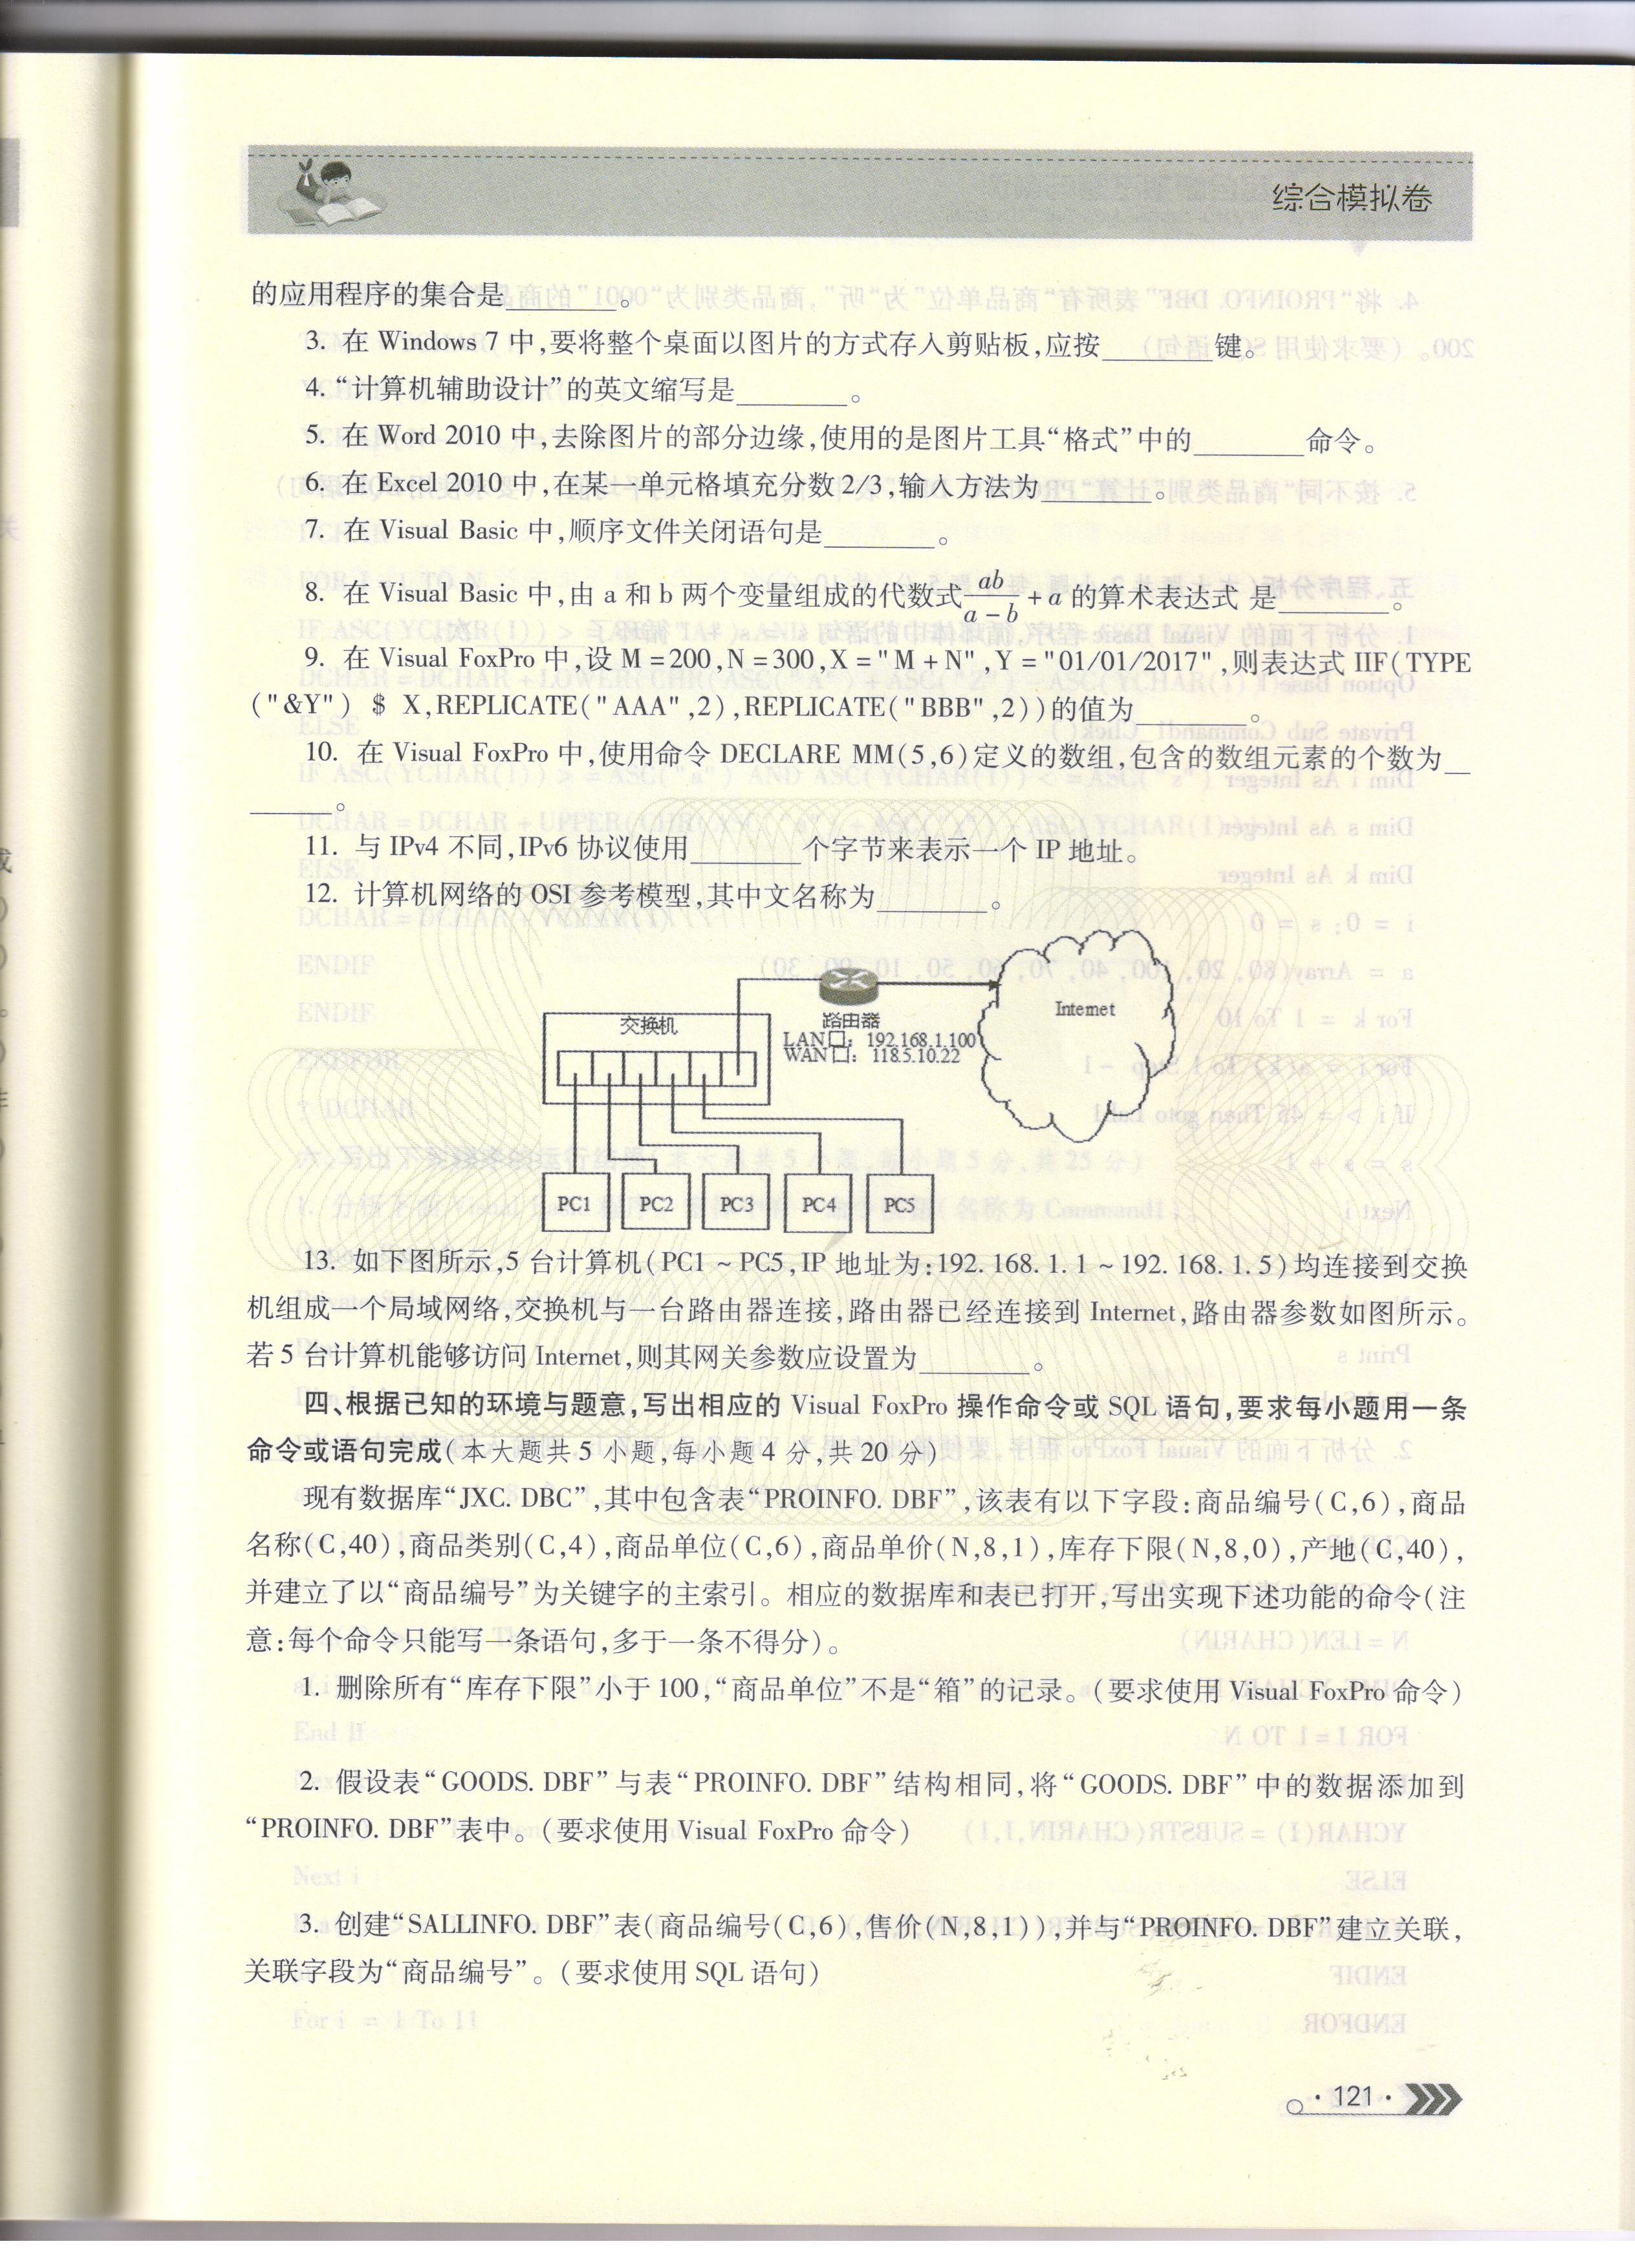 综合模拟卷
的应用程序的集合是________。
3. 在 Windows 7 中,要将整个桌面以图片的方式存入剪贴板,应按________键。
4. “计算机辅助设计”的英文缩写是________。
5. 在 Word 2010 中,去除图片的部分边缘,使用的是图片工具“格式”中的________命令。
6. 在 Excel 2010 中,在某一单元格填充分数 2/3,输入方法为________。
7. 在 Visual Basic 中,顺序文件关闭语句是________。
8. 在 Visual Basic 中,由 a 和 b 两个变量组成的代数式 ab/(a-b) + a 的算术表达式 是________。
9. 在 Visual FoxPro 中,设 M = 200,N = 300,X = "M + N",Y = "01/01/2017",则表达式 IIF(TYPE
("&Y") $ X,REPLICATE("AAA",2),REPLICATE("BBB",2))的值为________。
10. 在 Visual FoxPro 中,使用命令 DECLARE MM(5,6)定义的数组,包含的数组元素的个数为__
______。
11. 与 IPv4 不同,IPv6 协议使用________个字节来表示一个 IP 地址。
12. 计算机网络的 OSI 参考模型,其中文名称为________。
交换机
路由器
LAN口: 192.168.1.100
WAN口: 118.5.10.22
Internet
PC1 PC2 PC3 PC4 PC5
13. 如下图所示,5 台计算机(PC1 ~ PC5,IP 地址为:192. 168. 1. 1 ~ 192. 168. 1. 5)均连接到交换
机组成一个局域网络,交换机与一台路由器连接,路由器已经连接到 Internet,路由器参数如图所示。
若 5 台计算机能够访问 Internet,则其网关参数应设置为________。
四、根据已知的环境与题意,写出相应的 Visual FoxPro 操作命令或 SQL 语句,要求每小题用一条
命令或语句完成(本大题共 5 小题,每小题 4 分,共 20 分)
现有数据库“JXC. DBC”,其中包含表“PROINFO. DBF”,该表有以下字段:商品编号(C,6),商品
名称(C,40),商品类别(C,4),商品单位(C,6),商品单价(N,8,1),库存下限(N,8,0),产地(C,40),
并建立了以“商品编号”为关键字的主索引。相应的数据库和表已打开,写出实现下述功能的命令(注
意:每个命令只能写一条语句,多于一条不得分)。
1. 删除所有“库存下限”小于 100,“商品单位”不是“箱”的记录。(要求使用 Visual FoxPro 命令)
2. 假设表“GOODS. DBF”与表“PROINFO. DBF”结构相同,将“GOODS. DBF”中的数据添加到
“PROINFO. DBF”表中。(要求使用 Visual FoxPro 命令)
3. 创建“SALLINFO. DBF”表(商品编号(C,6),售价(N,8,1)),并与“PROINFO. DBF”建立关联,
关联字段为“商品编号”。(要求使用 SQL 语句)
· 121 ·